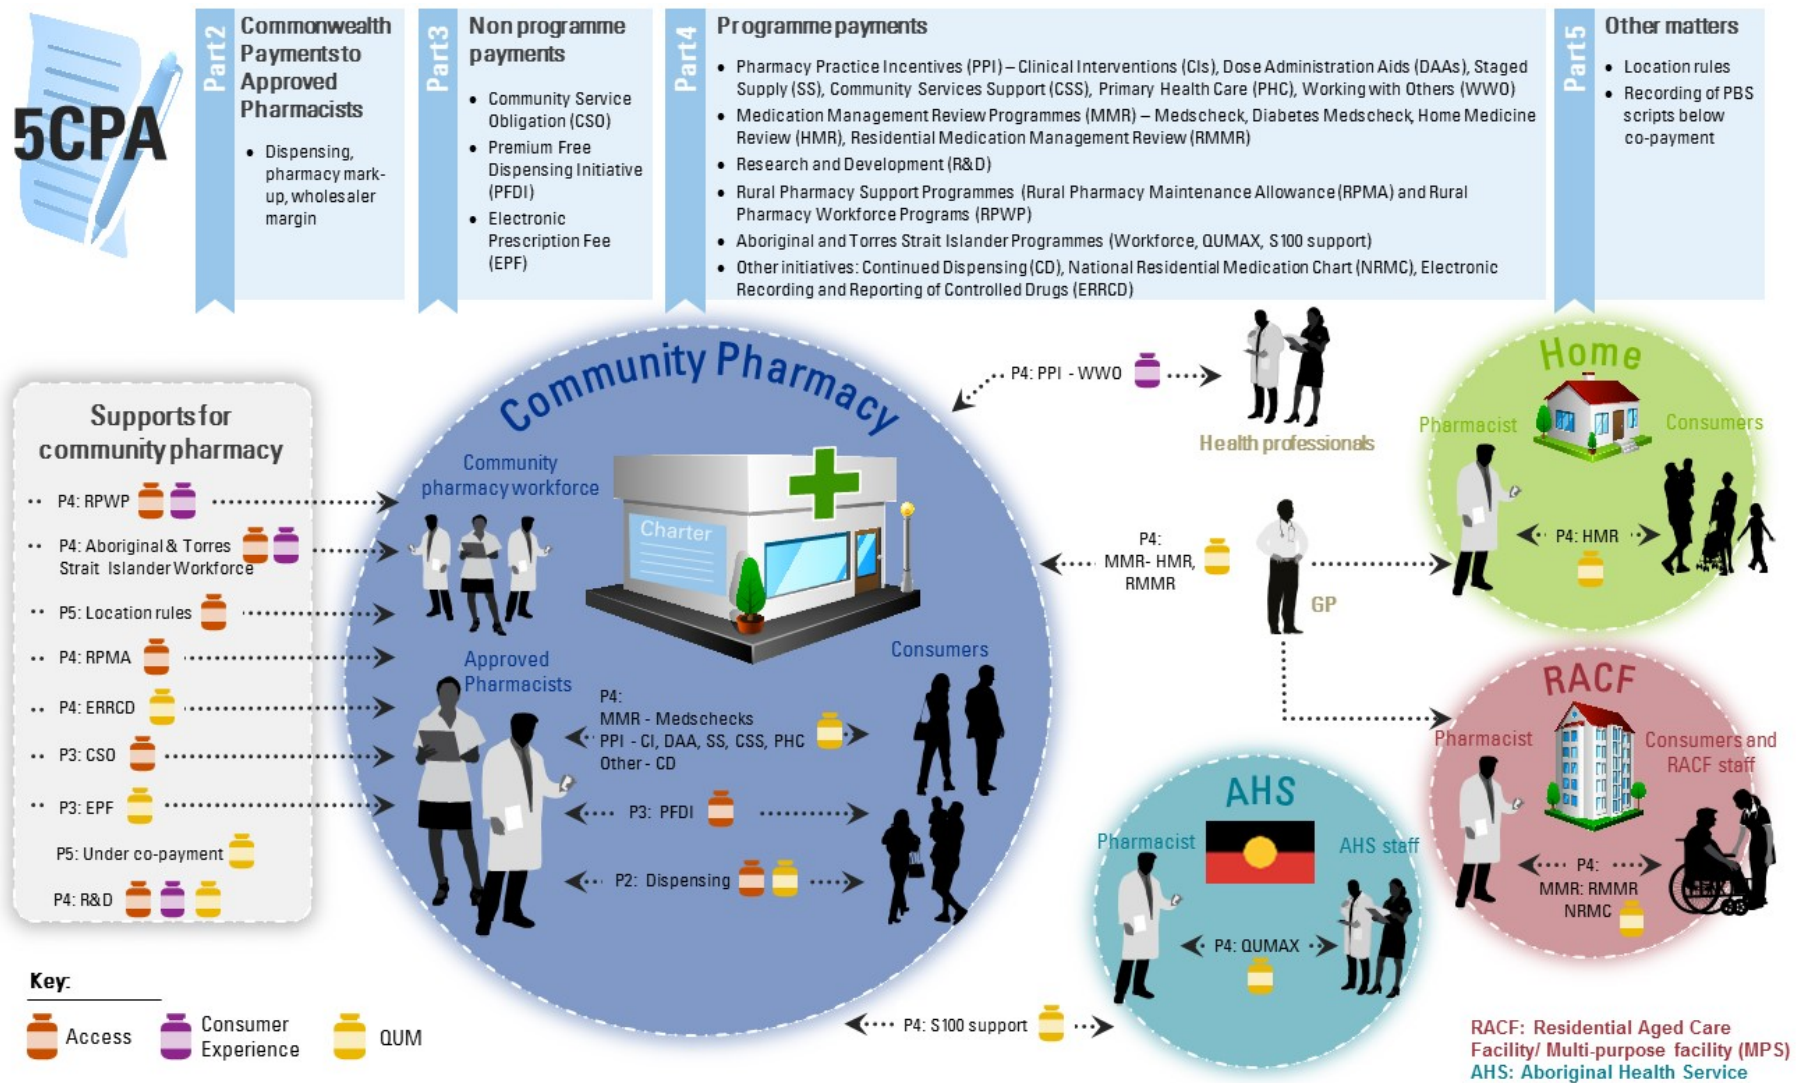 5CPA
Part 2
Commonwealth
Payments to
Approved
Pharmacists
• Dispensing,
pharmacy mark-
up, wholesaler
margin
Part 3
Non programme
payments
• Community Service
Obligation (CSO)
• Premium Free
Dispensing Initiative
(PFDI)
• Electronic
Prescription Fee
(EPF)
Part 4
Programme payments
• Pharmacy Practice Incentives (PPI) – Clinical Interventions (CIs), Dose Administration Aids (DAAs), Staged
Supply (SS), Community Services Support (CSS), Primary Health Care (PHC), Working with Others (WWO)
• Medication Management Review Programmes (MMR) – Medscheck, Diabetes Medscheck, Home Medicine
Review (HMR), Residential Medication Management Review (RMMR)
• Research and Development (R&D)
• Rural Pharmacy Support Programmes (Rural Pharmacy Maintenance Allowance (RPMA) and Rural
Pharmacy Workforce Programs (RPWP)
• Aboriginal and Torres Strait Islander Programmes (Workforce, QUMAX, S100 support)
• Other initiatives: Continued Dispensing (CD), National Residential Medication Chart (NRMC), Electronic
Recording and Reporting of Controlled Drugs (ERRCD)
Part 5
Other matters
• Location rules
• Recording of PBS
scripts below
co-payment
Supports for
community pharmacy
P4: RPWP
P4: Aboriginal & Torres
Strait Islander Workforce
P5: Location rules
P4: RPMA
P4: ERRCD
P3: CSO
P3: EPF
P5: Under co-payment
P4: R&D
Community Pharmacy
Community
pharmacy workforce
Charter
Approved
Pharmacists
Consumers
P4:
MMR - Medschecks
PPI - CI, DAA, SS, CSS, PHC
Other - CD
P3: PFDI
P2: Dispensing
P4: PPI - WWO
Health professionals
P4:
MMR- HMR,
RMMR
GP
Home
Pharmacist
Consumers
P4: HMR
RACF
Pharmacist
Consumers and
RACF staff
P4:
MMR: RMMR
NRMC
AHS
Pharmacist
AHS staff
P4: QUMAX
P4: S100 support
Key:
Access
Consumer
Experience
QUM
RACF: Residential Aged Care
Facility/ Multi-purpose facility (MPS)
AHS: Aboriginal Health Service